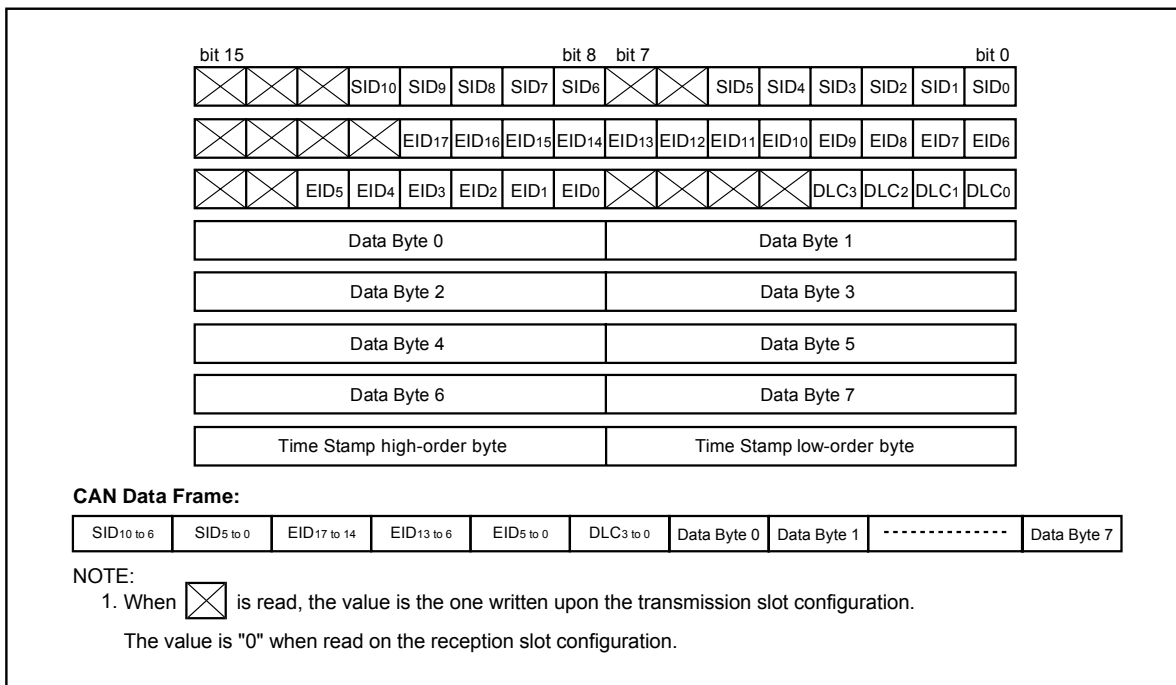 bit 15 bit 8 bit 7 bit 0
SID10 SID9 SID8 SID7 SID6 SID5 SID4 SID3 SID2 SID1 SID0
EID17 EID16 EID15 EID14 EID13 EID12 EID11 EID10 EID9 EID8 EID7 EID6
EID5 EID4 EID3 EID2 EID1 EID0 DLC3 DLC2 DLC1 DLC0
Data Byte 0 Data Byte 1
Data Byte 2 Data Byte 3
Data Byte 4 Data Byte 5
Data Byte 6 Data Byte 7
Time Stamp high-order byte Time Stamp low-order byte
CAN Data Frame:
SID10 to 6 SID5 to 0 EID17 to 14 EID13 to 6 EID5 to 0 DLC3 to 0 Data Byte 0 Data Byte 1 Data Byte 7
NOTE:
1. When is read, the value is the one written upon the transmission slot configuration.
The value is "0" when read on the reception slot configuration.